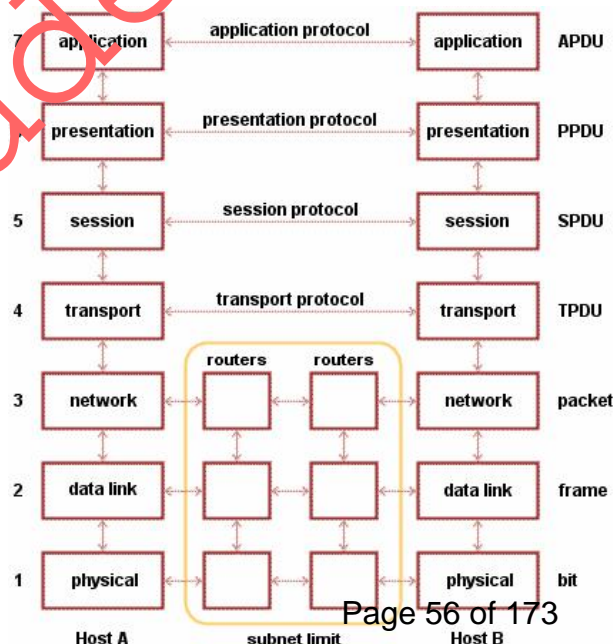 7 application application protocol application APDU
presentation presentation protocol presentation PPDU
5 session session protocol session SPDU
4 transport transport protocol transport TPDU
routers routers
3 network network packet
2 data link data link frame
1 physical physical bit
Page 56 of 173
Host A subnet limit Host B